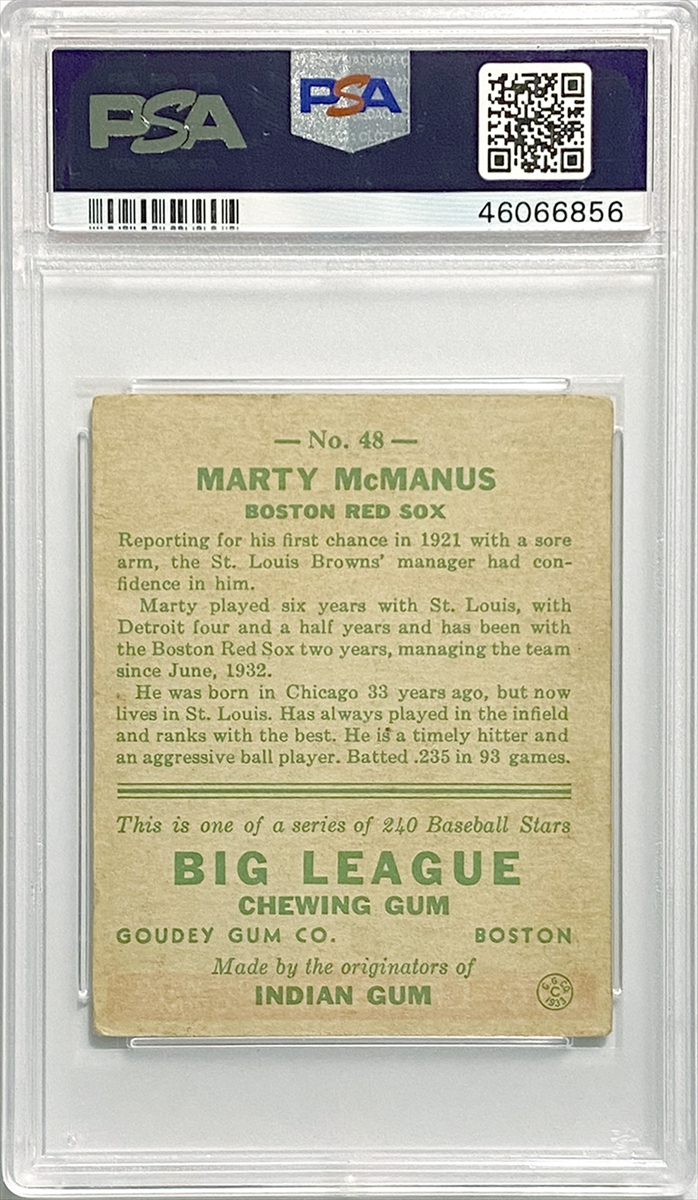 PSA
PSA
46066856
— No. 48 —
MARTY McMANUS
BOSTON RED SOX
Reporting for his first chance in 1921 with a sore
arm, the St. Louis Browns' manager had con-
fidence in him.
Marty played six years with St. Louis, with
Detroit four and a half years and has been with
the Boston Red Sox two years, managing the team
since June, 1932.
He was born in Chicago 33 years ago, but now
lives in St. Louis. Has always played in the infield
and ranks with the best. He is a timely hitter and
an aggressive ball player. Batted .235 in 93 games.
This is one of a series of 240 Baseball Stars
BIG LEAGUE
CHEWING GUM
GOUDEY GUM CO. BOSTON
Made by the originators of
INDIAN GUM
G. G. CO.
C
1933